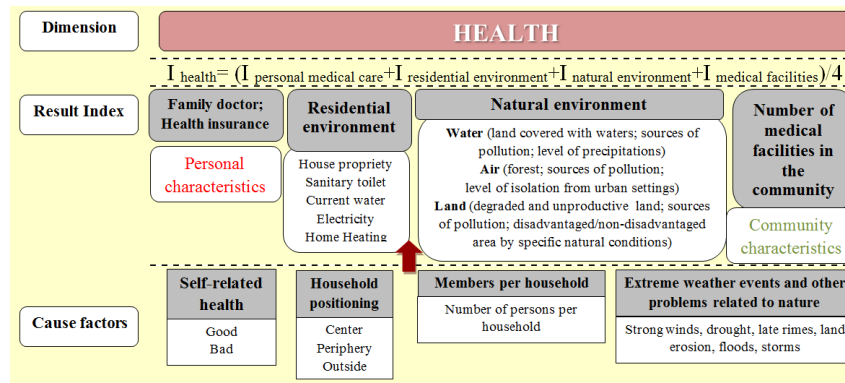 Dimension
HEALTH
I health= (I personal medical care+I residential environment+I natural environment+I medical facilities)/4
Result Index
Family doctor;
Health insurance
Personal
characteristics
Residential
environment
House propriety
Sanitary toilet
Current water
Electricity
Home Heating
Natural environment
Water (land covered with waters; sources of
pollution; level of precipitations)
Air (forest; sources of pollution;
level of isolation from urban settings)
Land (degraded and unproductive land; sources
of pollution; disadvantaged/non-disadvantaged
area by specific natural conditions)
Number of
medical
facilities in
the
community
Community
characteristics
Cause factors
Self-related
health
Good
Bad
Household
positioning
Center
Periphery
Outside
Members per household
Number of persons per
household
Extreme weather events and other
problems related to nature
Strong winds, drought, late rimes, land
erosion, floods, storms